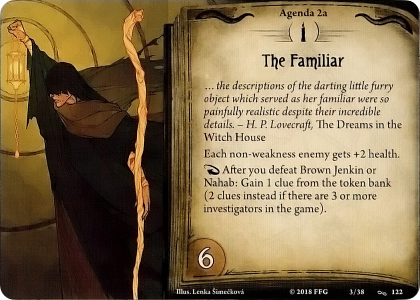 Agenda 2a
The Familiar
... the descriptions of the darting little furry
object which served as her familiar were so
painfully realistic despite their incredible
details. – H. P. Lovecraft, The Dreams in the
Witch House
Each non-weakness enemy gets +2 health.
After you defeat Brown Jenkin or
Nahab: Gain 1 clue from the token bank
(2 clues instead if there are 3 or more
investigators in the game).
6
Illus. Lenka Šimečková
© 2018 FFG
3/38
122